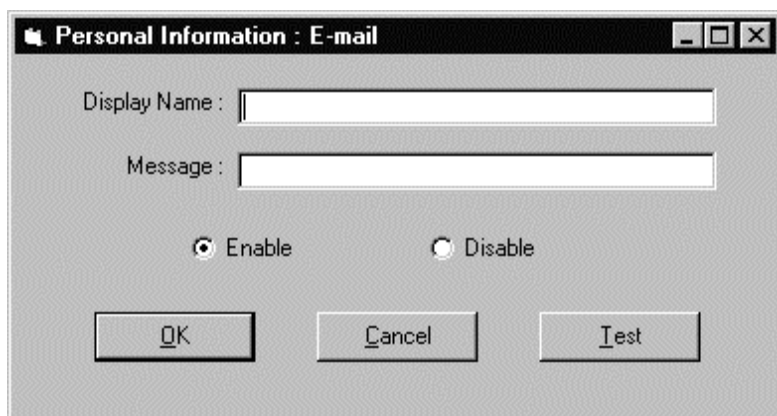 Personal Information : E-mail
Display Name :
Message :
Enable Disable
OK Cancel Test